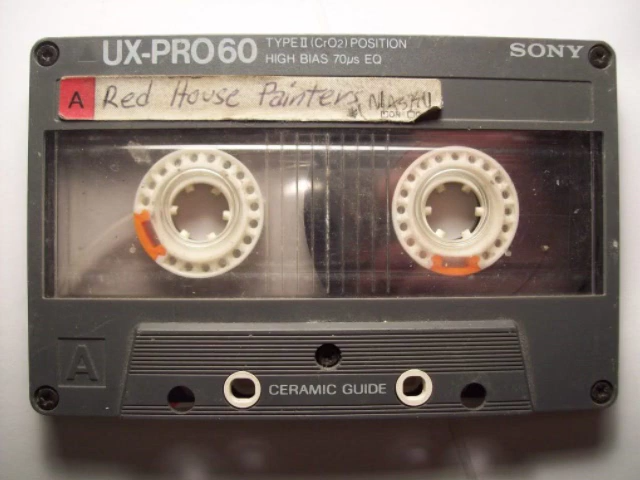 UX-PRO60 TYPE II (CrO2) POSITION
HIGH BIAS 70µs EQ
SONY
A Red House Painters
A
CERAMIC GUIDE